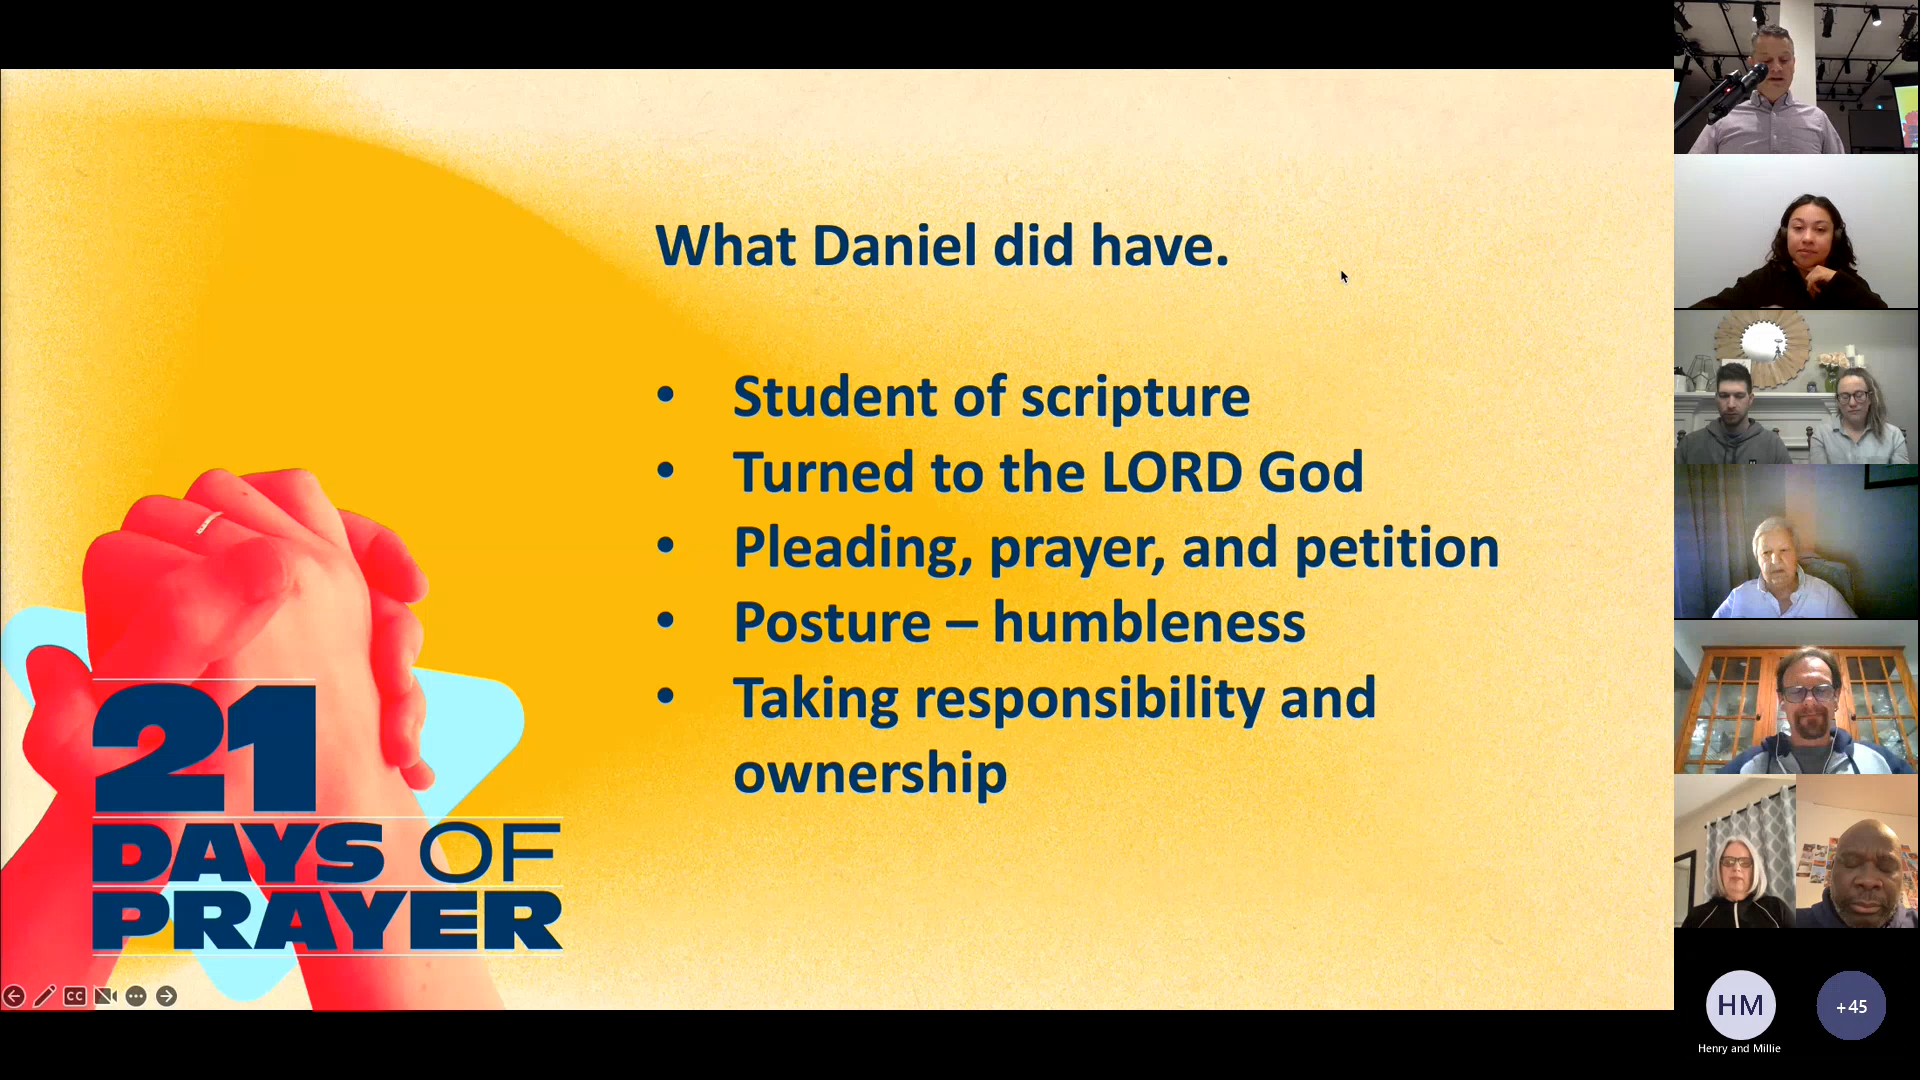 What Daniel did have.
• Student of scripture
• Turned to the LORD God
• Pleading, prayer, and petition
• Posture – humbleness
• Taking responsibility and
ownership
21
DAYS OF
PRAYER
CC
HM
+45
Henry and Millie